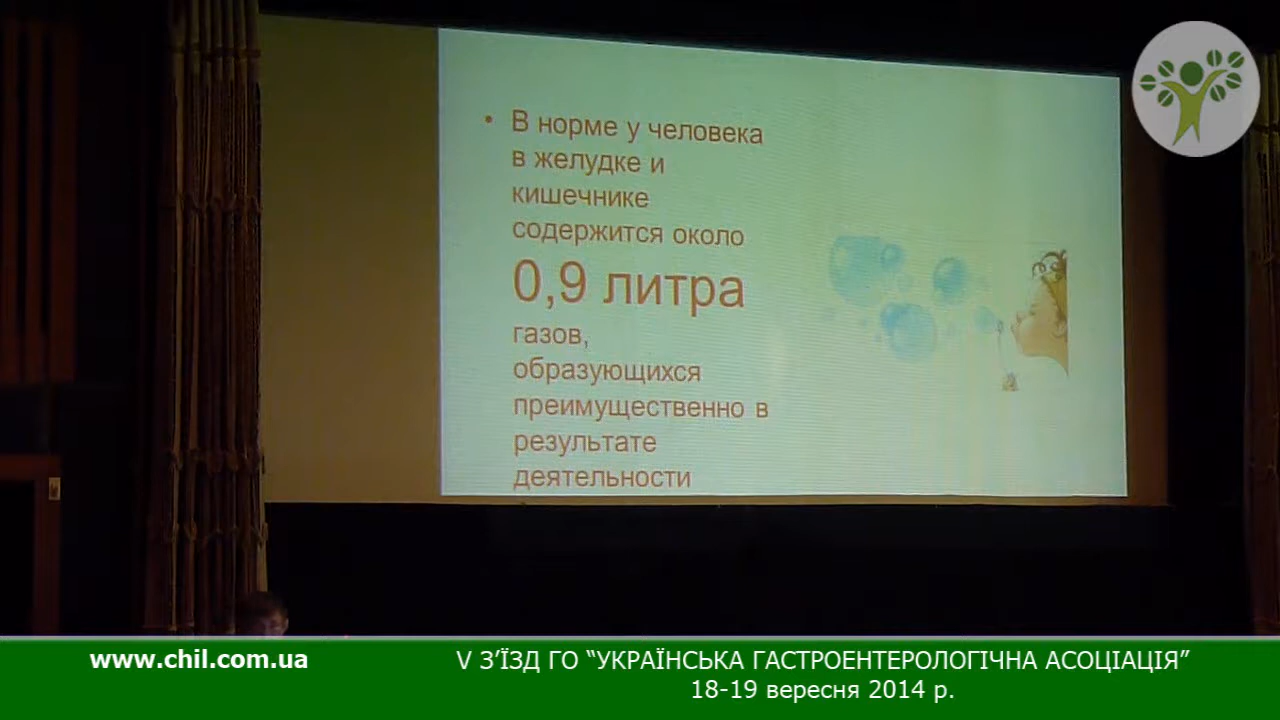 • В норме у человека
в желудке и
кишечнике
содержится около
0,9 литра
газов,
образующихся
преимущественно в
результате
деятельности
www.chil.com.ua
V З’ЇЗД ГО “УКРАЇНСЬКА ГАСТРОЕНТЕРОЛОГІЧНА АСОЦІАЦІЯ”
18-19 вересня 2014 р.